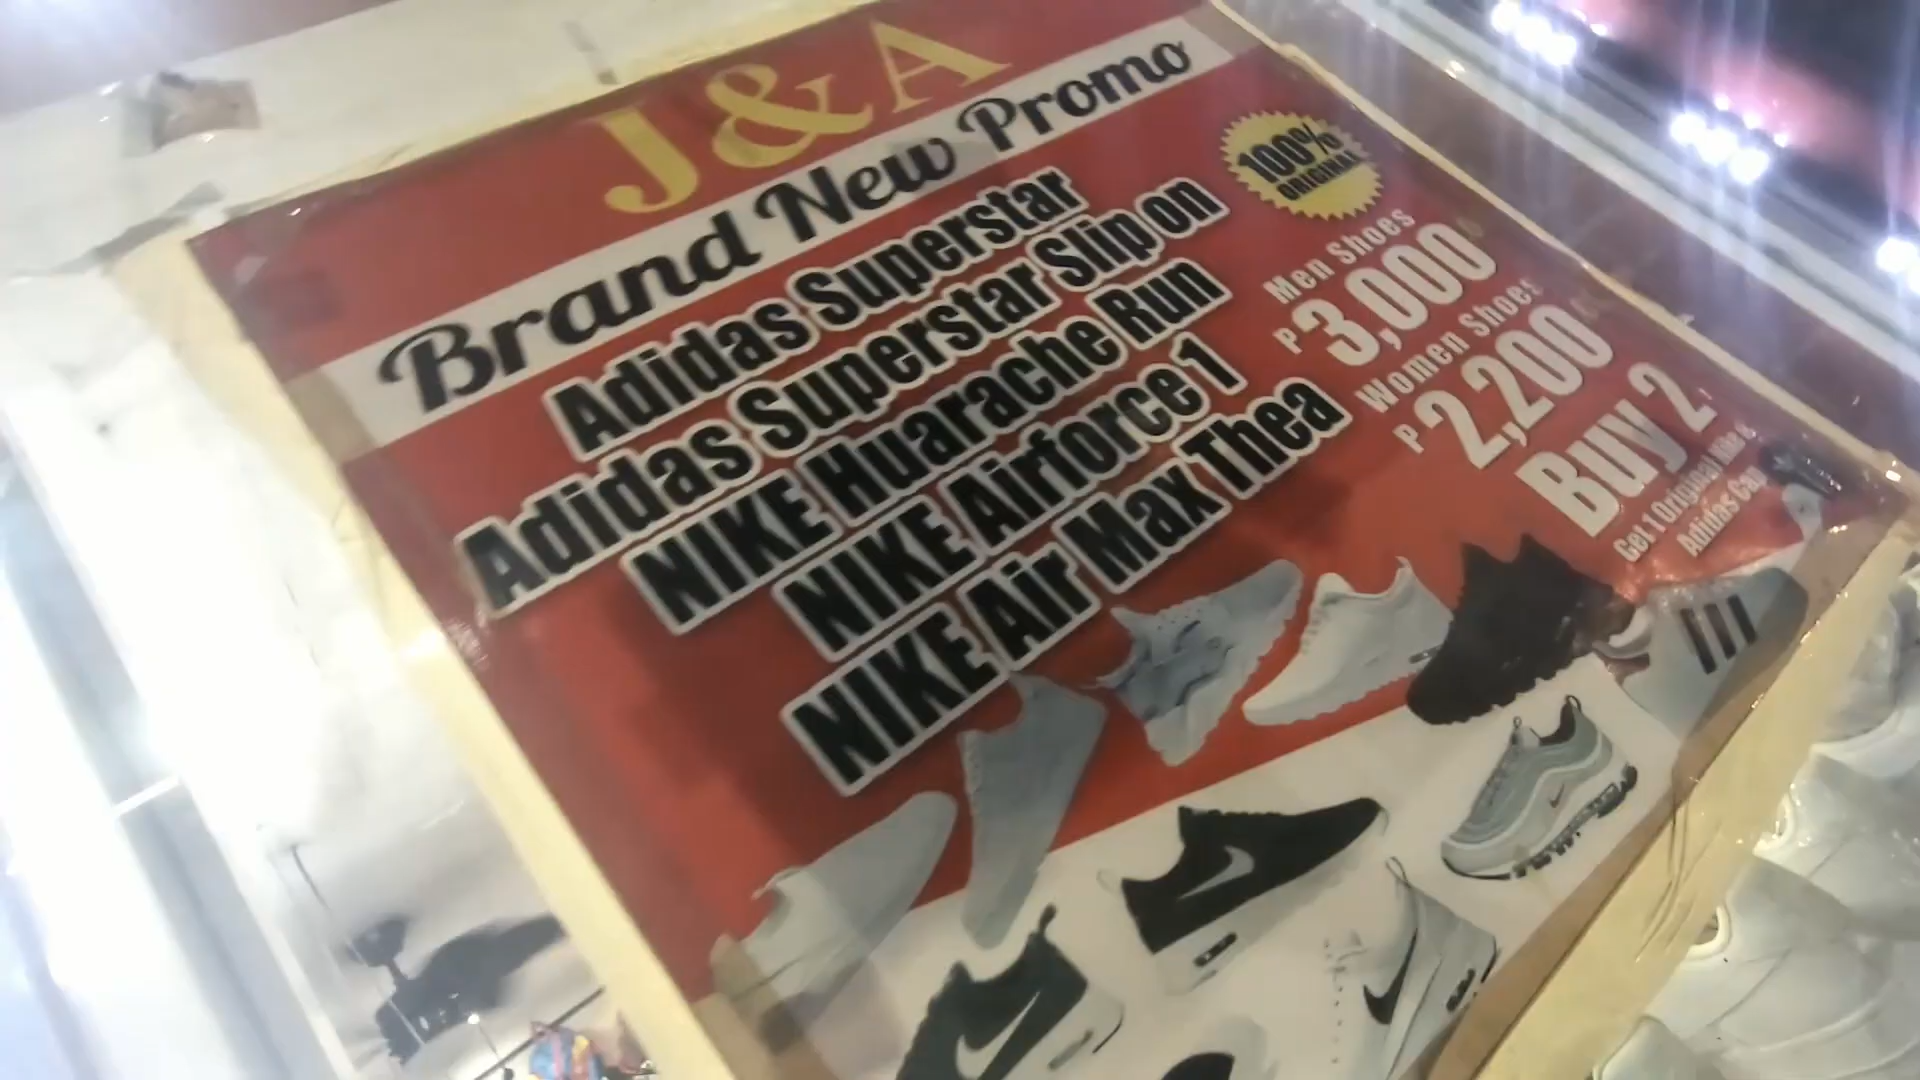 J&A
Brand New Promo
100%
ORIGINAL
Adidas Superstar
Adidas Superstar Slip on
NIKE Huarache Run
NIKE Airforce 1
NIKE Air Max Thea
Men Shoes
P3,000
Women Shoes
P2,200
Buy 2,
Get 1 Original Nike &
Adidas Cap